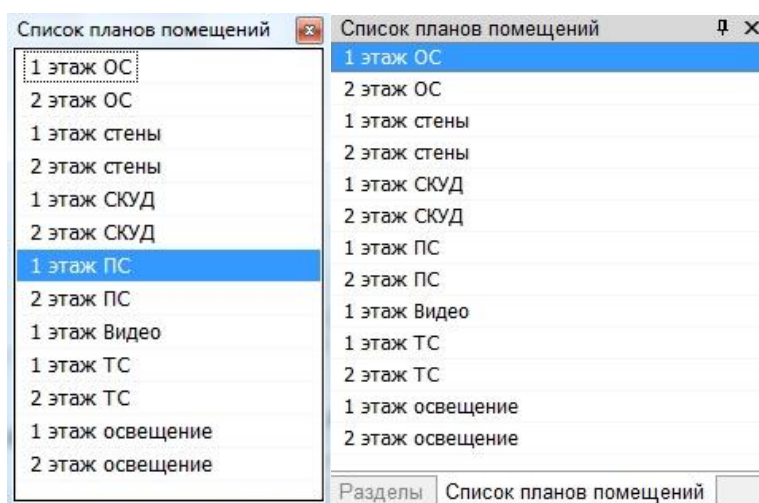 Список планов помещений
1 этаж ОС
2 этаж ОС
1 этаж стены
2 этаж стены
1 этаж СКУД
2 этаж СКУД
1 этаж ПС
2 этаж ПС
1 этаж Видео
1 этаж ТС
2 этаж ТС
1 этаж освещение
2 этаж освещение
Список планов помещений
1 этаж ОС
2 этаж ОС
1 этаж стены
2 этаж стены
1 этаж СКУД
2 этаж СКУД
1 этаж ПС
2 этаж ПС
1 этаж Видео
1 этаж ТС
2 этаж ТС
1 этаж освещение
2 этаж освещение
Разделы Список планов помещений